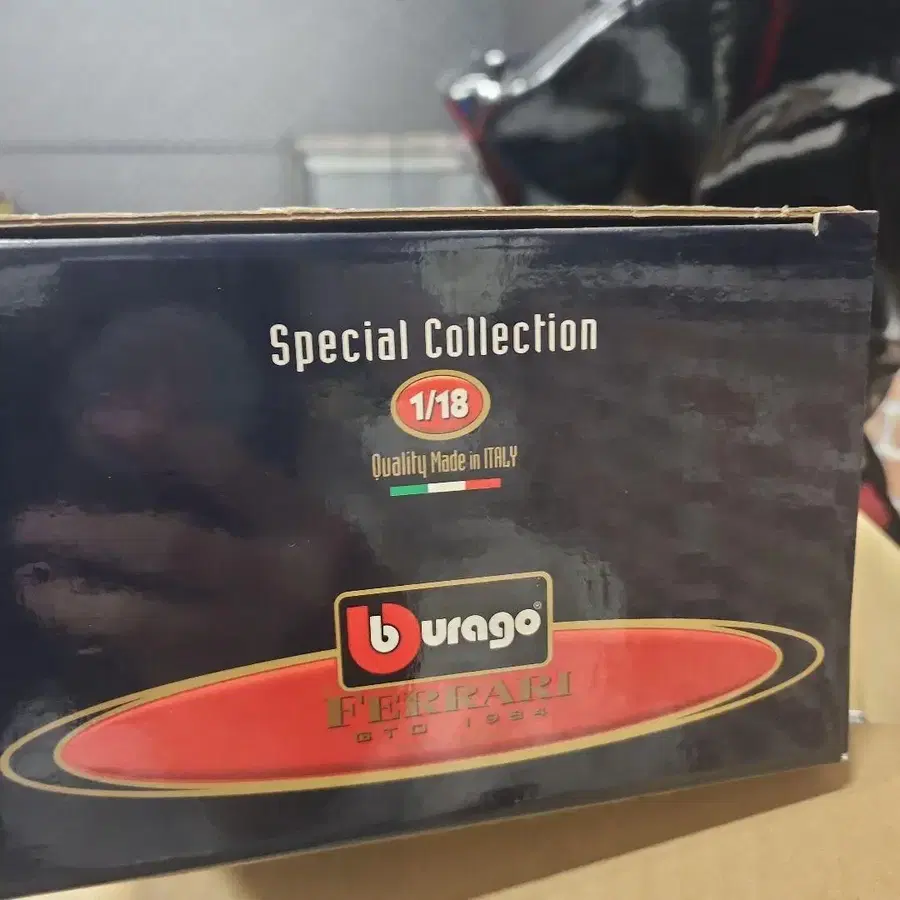 Special Collection
1/18
Quality Made in ITALY
burago®
FERRARI
GTO 1984